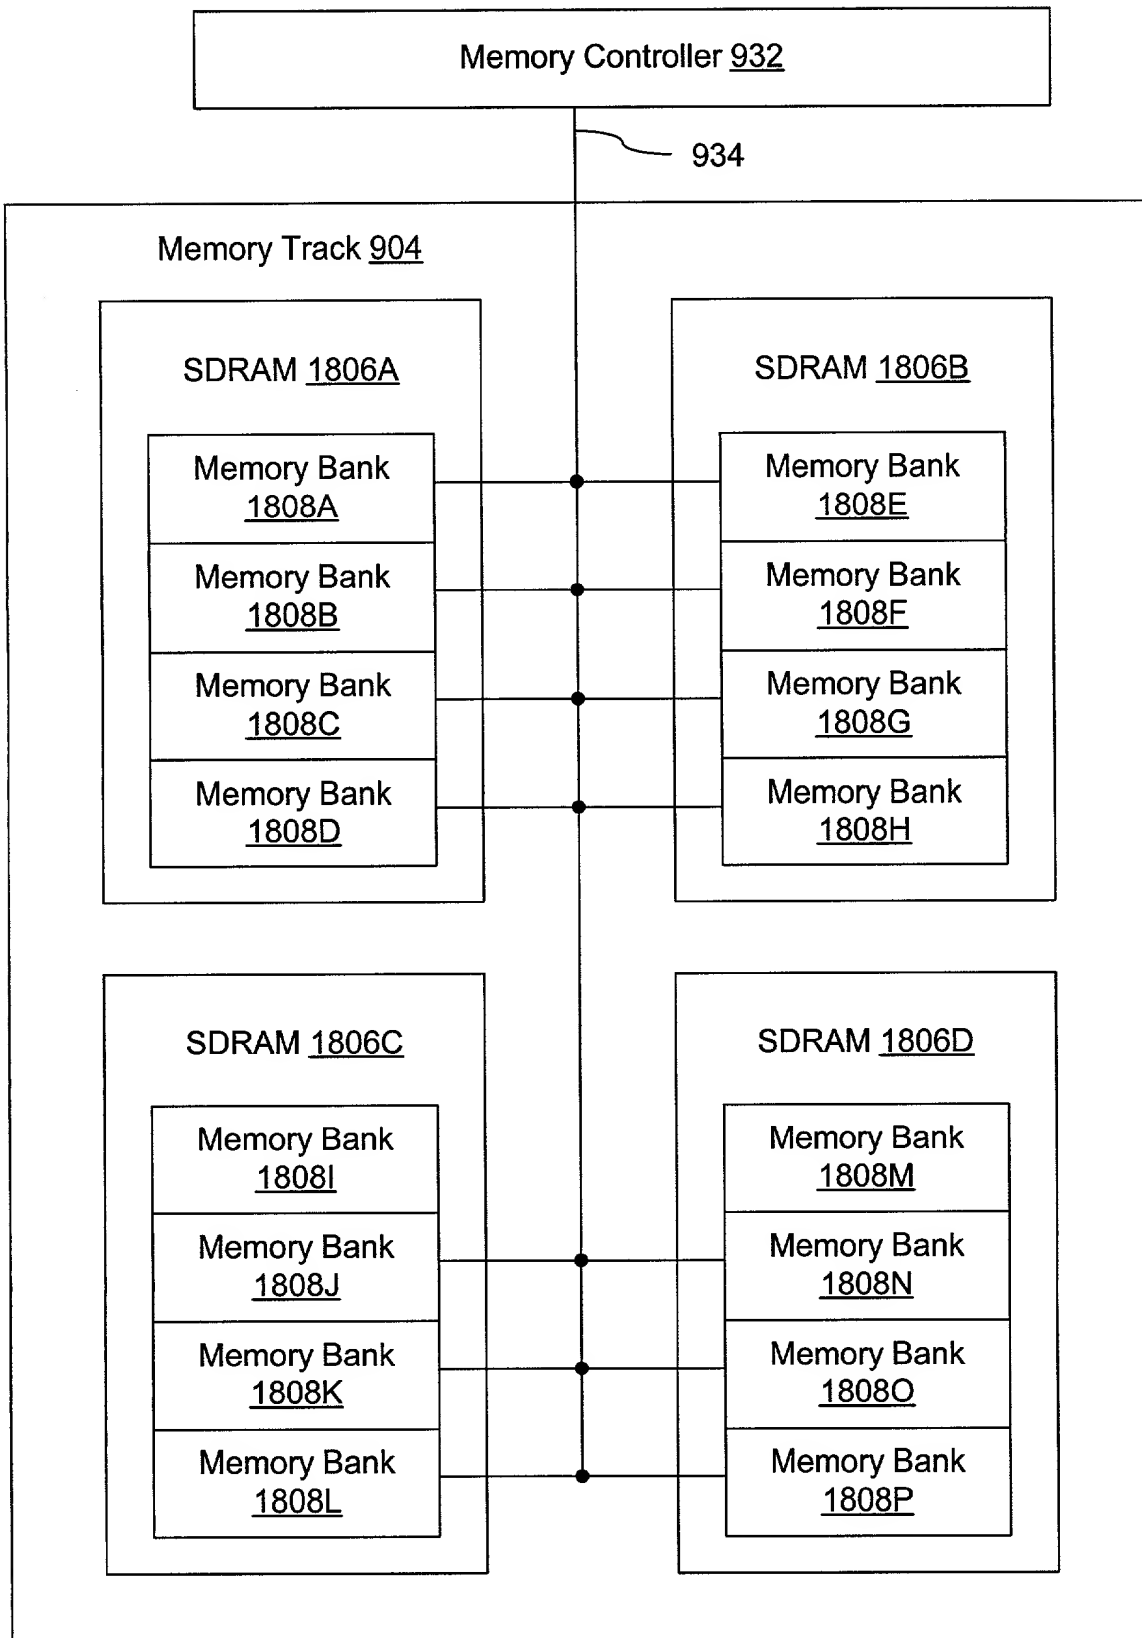 Memory Controller 932
934
Memory Track 904
SDRAM 1806A
Memory Bank
1808A
Memory Bank
1808B
Memory Bank
1808C
Memory Bank
1808D
SDRAM 1806B
Memory Bank
1808E
Memory Bank
1808F
Memory Bank
1808G
Memory Bank
1808H
SDRAM 1806C
Memory Bank
1808I
Memory Bank
1808J
Memory Bank
1808K
Memory Bank
1808L
SDRAM 1806D
Memory Bank
1808M
Memory Bank
1808N
Memory Bank
1808O
Memory Bank
1808P